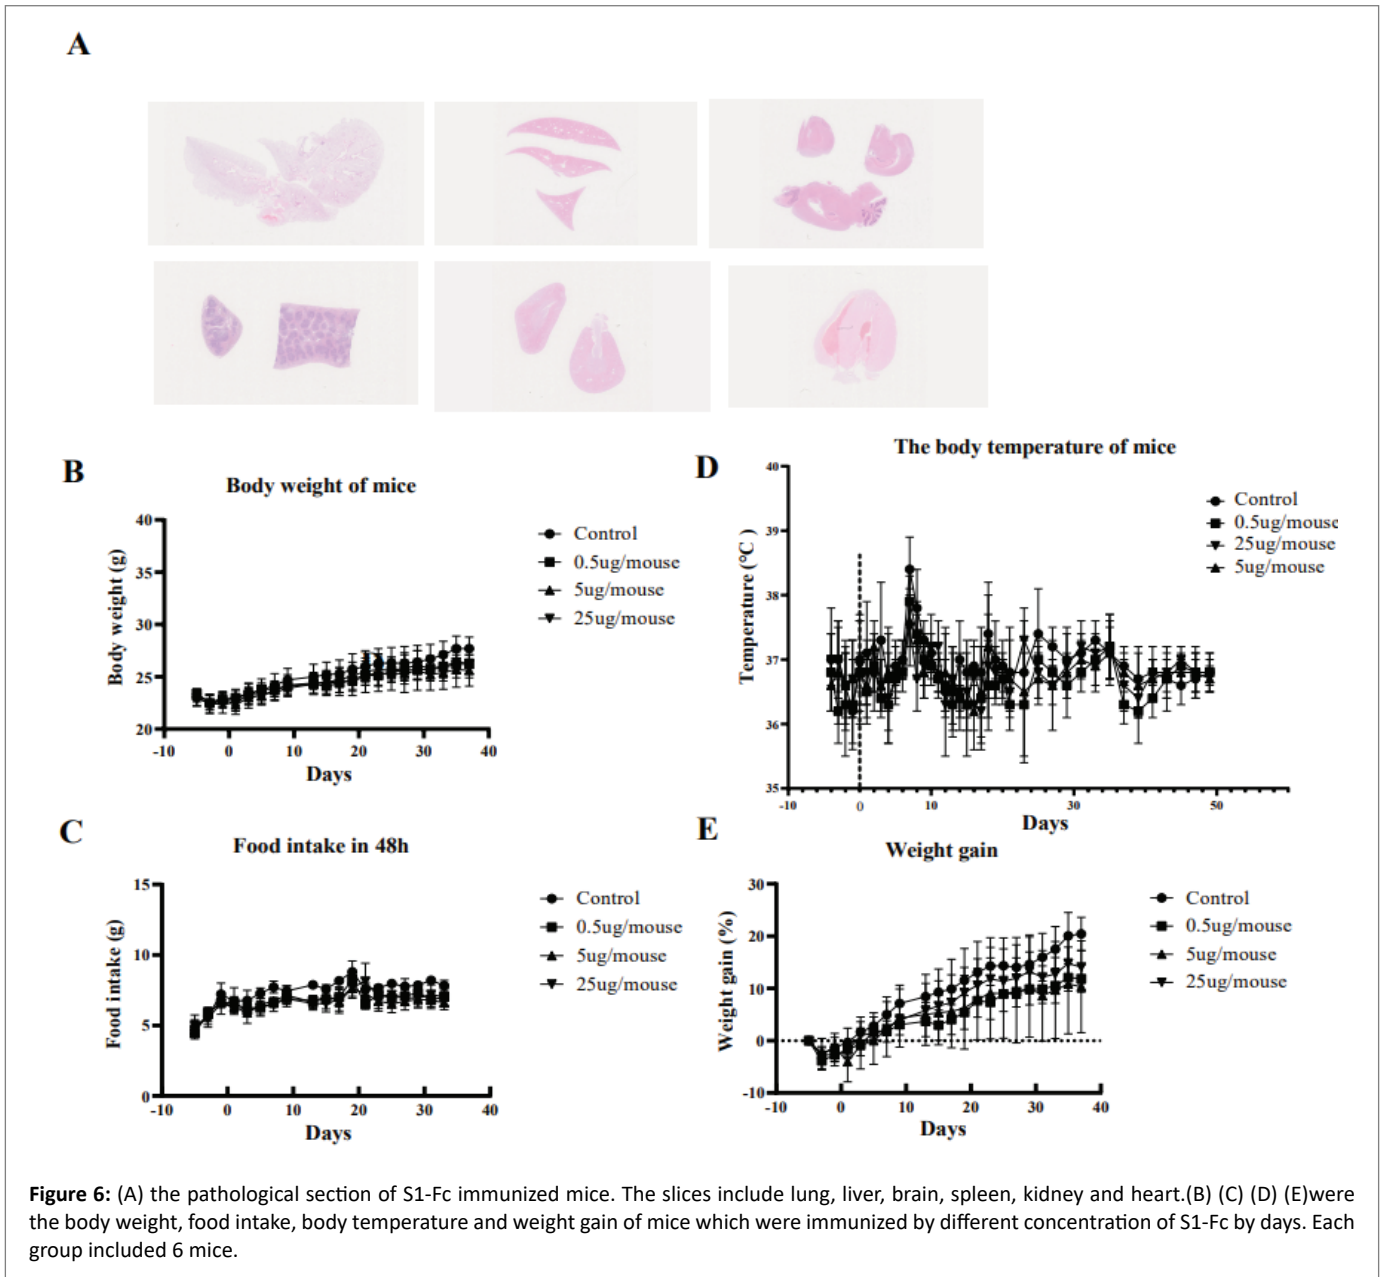 A
B
Body weight of mice
40
35
30
25
20
-10
0
10
20
30
40
Body weight (g)
Days
Control
0.5ug/mouse
5ug/mouse
25ug/mouse
D
The body temperature of mice
40
39
38
37
36
35
-10
0
10
30
50
Temperature (°C )
Days
Control
0.5ug/mouse
25ug/mouse
5ug/mouse
C
Food intake in 48h
15
10
5
0
-10
0
10
20
30
40
Food intake (g)
Days
Control
0.5ug/mouse
5ug/mouse
25ug/mouse
E
Weight gain
30
20
10
0
-10
-10
0
10
20
30
40
Weight gain (%)
Days
Control
0.5ug/mouse
5ug/mouse
25ug/mouse
Figure 6: (A) the pathological section of S1-Fc immunized mice. The slices include lung, liver, brain, spleen, kidney and heart.(B) (C) (D) (E)were
the body weight, food intake, body temperature and weight gain of mice which were immunized by different concentration of S1-Fc by days. Each
group included 6 mice.